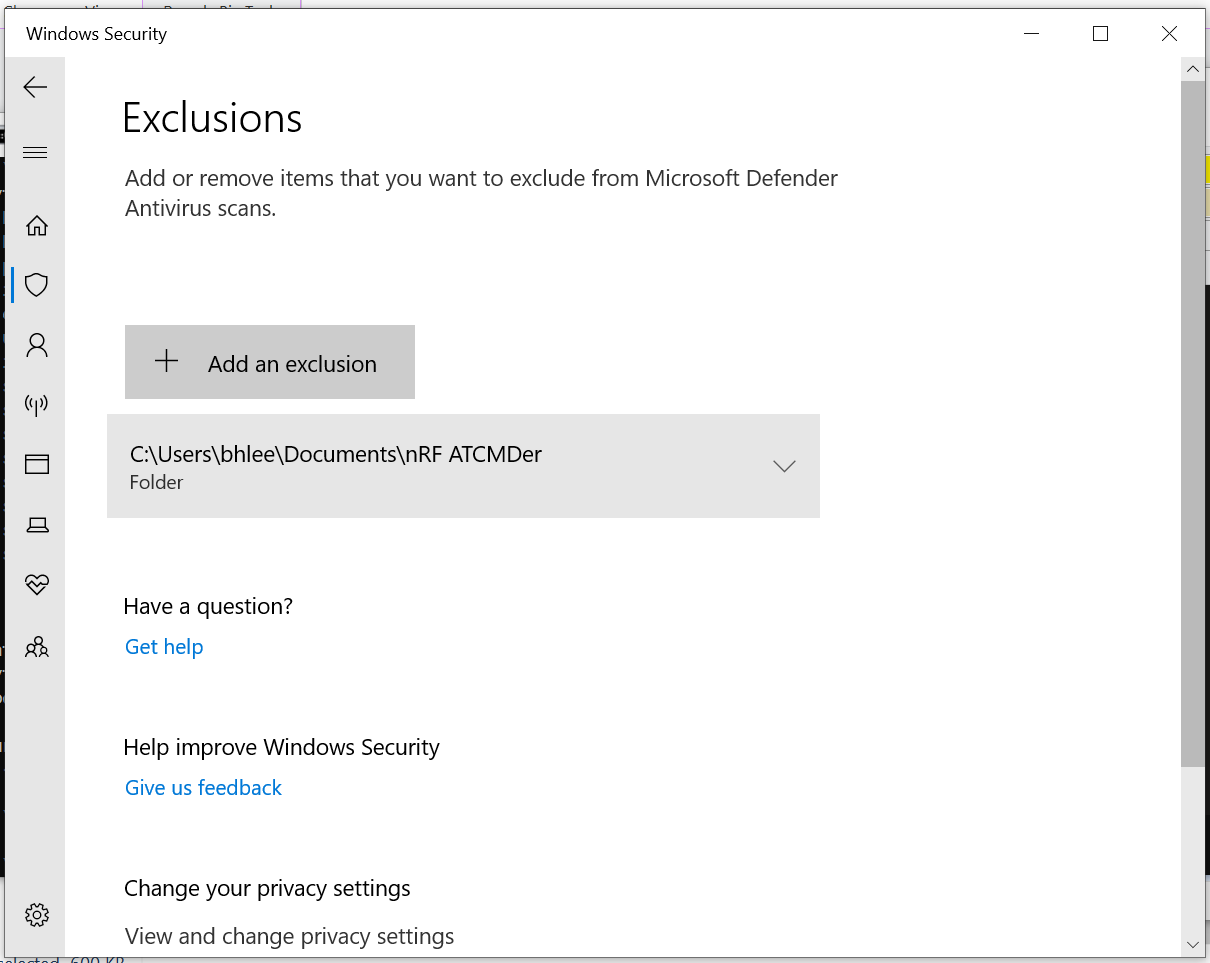 Windows Security
Exclusions
Add or remove items that you want to exclude from Microsoft Defender
Antivirus scans.
Add an exclusion
C:\Users\bhlee\Documents\nRF ATCMDer
Folder
Have a question?
Get help
Help improve Windows Security
Give us feedback
Change your privacy settings
View and change privacy settings